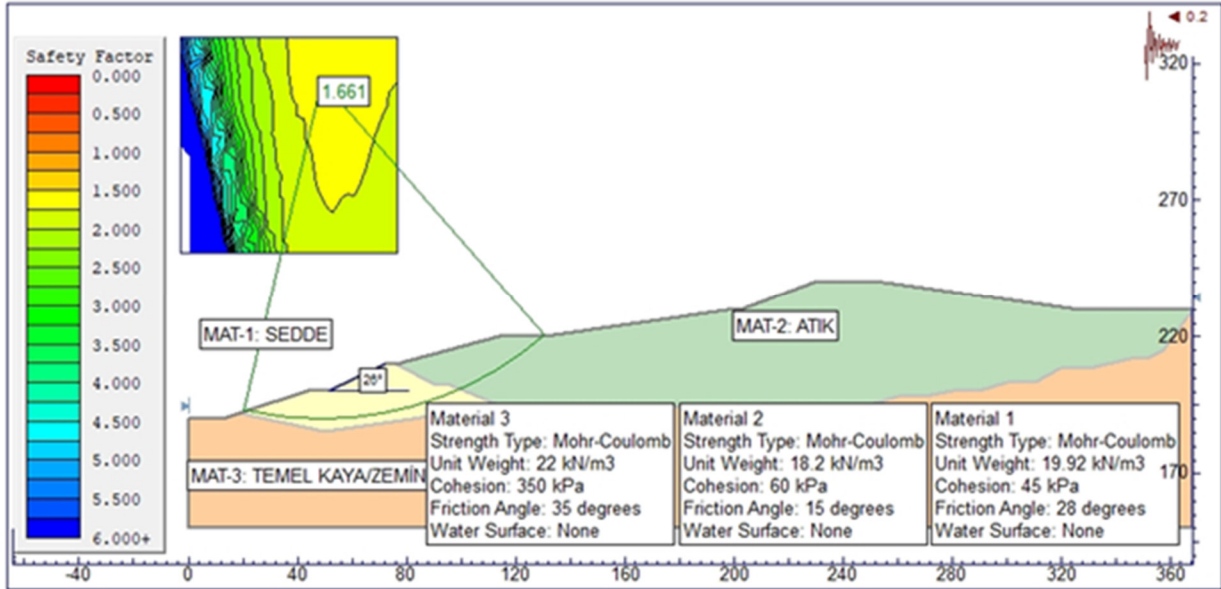 Safety Factor
0.000
0.500
1.000
1.500
2.000
2.500
3.000
3.500
4.000
4.500
5.000
5.500
6.000+
1.661
0.2
320
270
220
170
MAT-1: SEDDE
MAT-2: ATIK
26°
MAT-3: TEMEL KAYA/ZEMİN
Material 3
Strength Type: Mohr-Coulomb
Unit Weight: 22 kN/m3
Cohesion: 350 kPa
Friction Angle: 35 degrees
Water Surface: None
Material 2
Strength Type: Mohr-Coulomb
Unit Weight: 18.2 kN/m3
Cohesion: 60 kPa
Friction Angle: 15 degrees
Water Surface: None
Material 1
Strength Type: Mohr-Coulomb
Unit Weight: 19.92 kN/m3
Cohesion: 45 kPa
Friction Angle: 28 degrees
Water Surface: None
-40 0 40 80 120 160 200 240 280 320 360